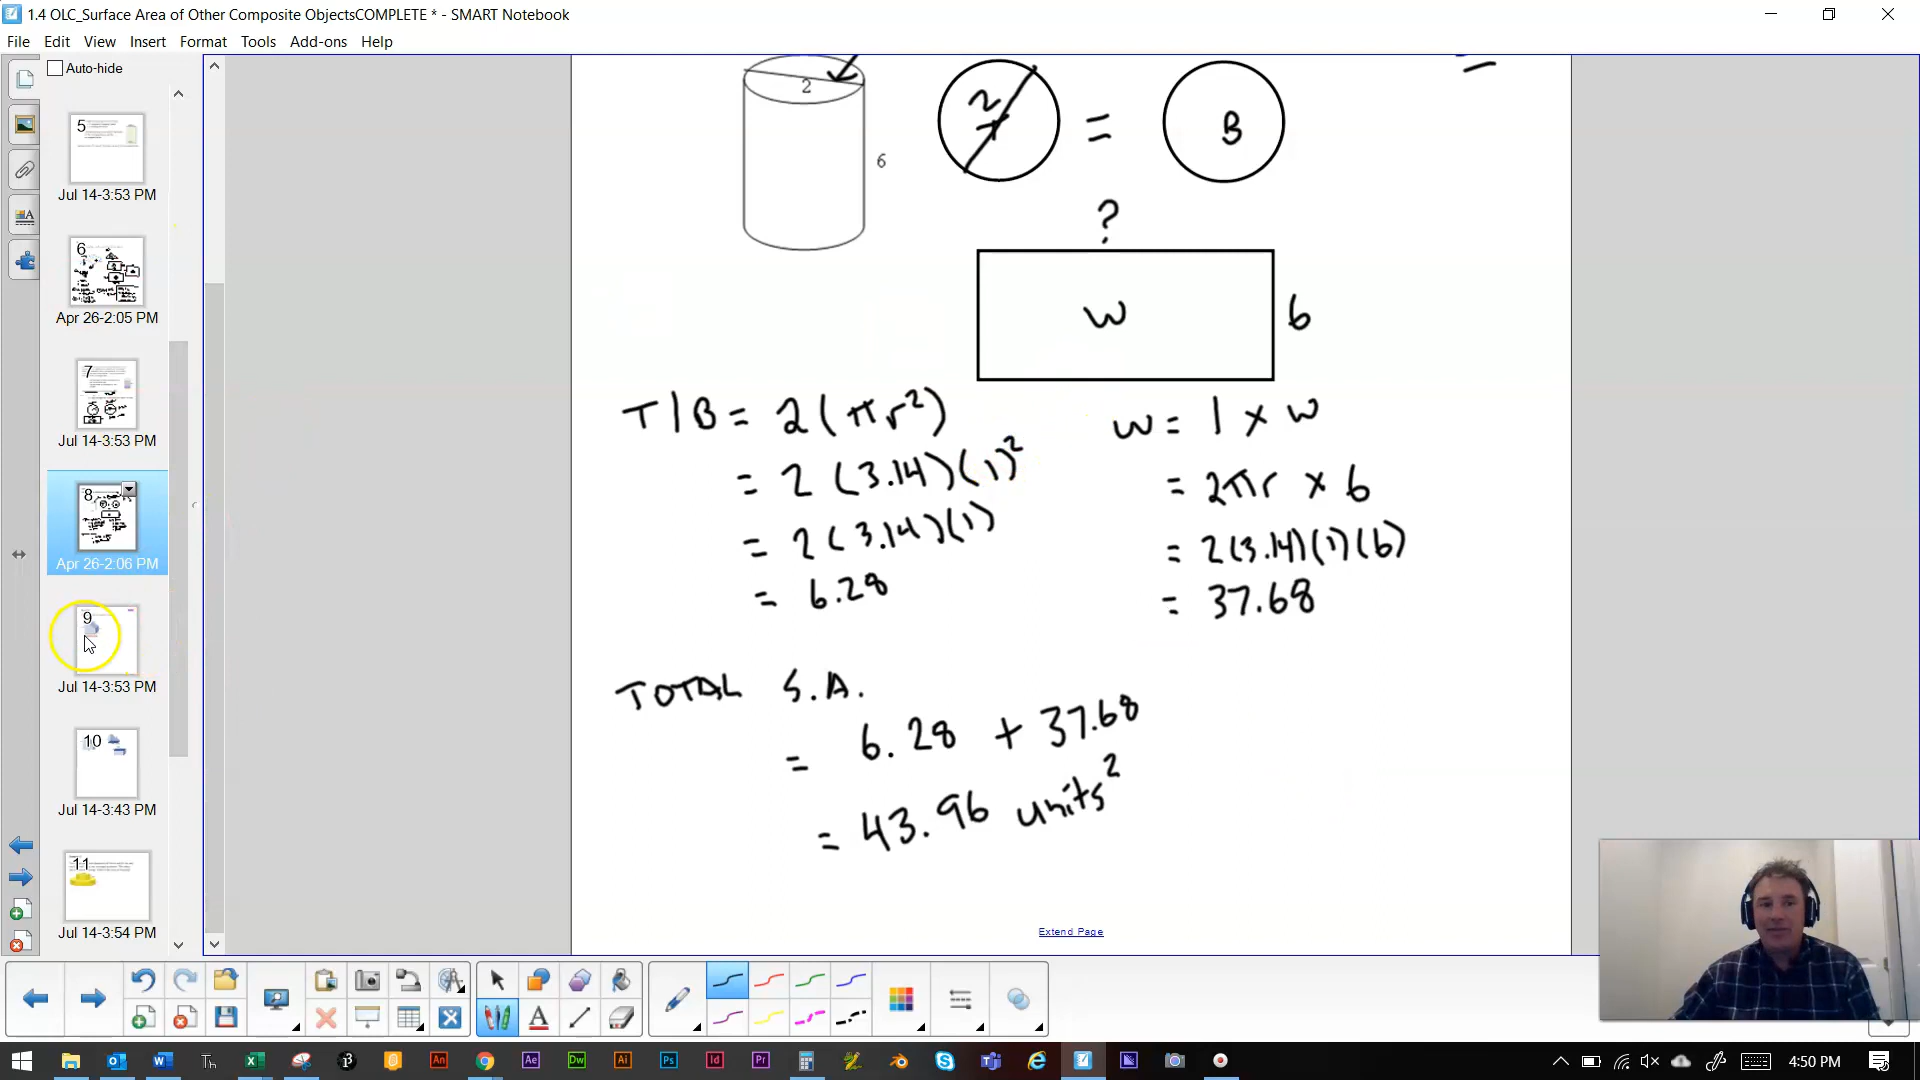 1.4 OLC_Surface Area of Other Composite ObjectsCOMPLETE * - SMART Notebook
File Edit View Insert Format Tools Add-ons Help
Auto-hide
5
Jul 14-3:53 PM
6
Apr 26-2:05 PM
7
Jul 14-3:53 PM
8
Apr 26-2:06 PM
9
Jul 14-3:53 PM
10
Jul 14-3:43 PM
11
Jul 14-3:54 PM
2
6
2
T
=
B
?
W
6
T/B = 2(πr²)
= 2(3.14)(1)²
= 2(3.14)(1)
= 6.28
W = l x w
= 2πr x 6
= 2(3.14)(1)(6)
= 37.68
TOTAL S.A.
= 6.28 + 37.68
= 43.96 units²
Extend Page
4:50 PM